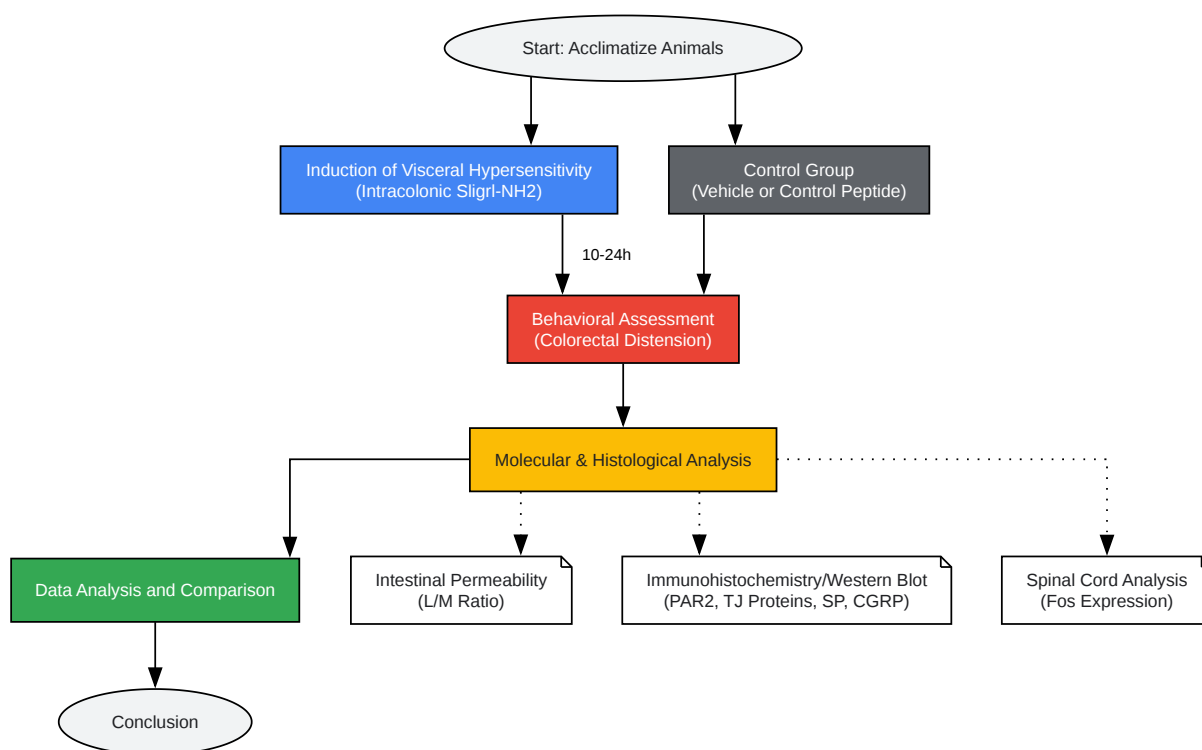 Start: Acclimatize Animals
Induction of Visceral Hypersensitivity
(Intracolonic Sligrl-NH2)
Control Group
(Vehicle or Control Peptide)
10-24h
Behavioral Assessment
(Colorectal Distension)
Molecular & Histological Analysis
Data Analysis and Comparison
Intestinal Permeability
(L/M Ratio)
Immunohistochemistry/Western Blot
(PAR2, TJ Proteins, SP, CGRP)
Spinal Cord Analysis
(Fos Expression)
Conclusion